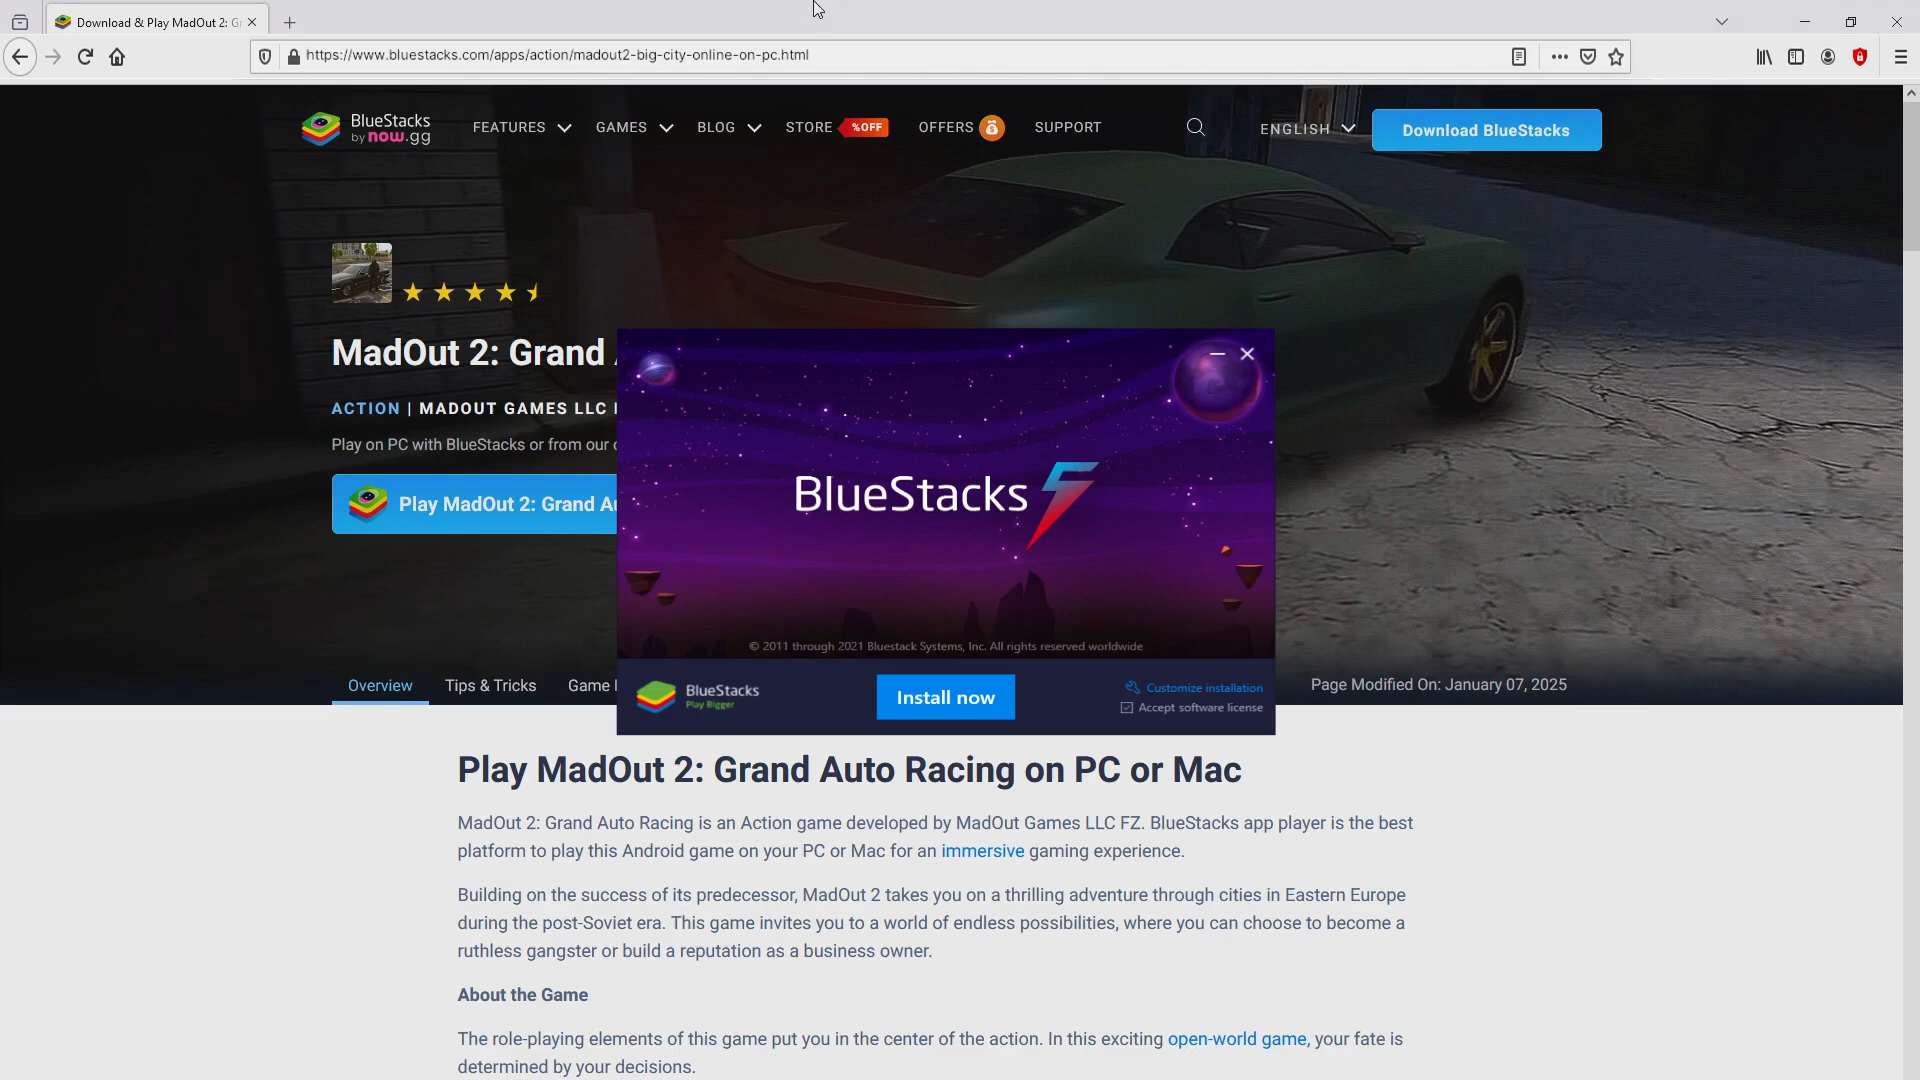 Download & Play MadOut 2: Gr
https://www.bluestacks.com/apps/action/madout2-big-city-online-on-pc.html
BlueStacks
by now.gg
FEATURES
GAMES
BLOG
STORE
%OFF
OFFERS
SUPPORT
ENGLISH
Download BlueStacks
MadOut 2: Grand
ACTION | MADOUT GAMES LLC
Play on PC with BlueStacks or from our
Play MadOut 2: Grand Au
BlueStacks 5
© 2011 through 2021 Bluestack Systems, Inc. All rights reserved worldwide
BlueStacks
Play Bigger
Install now
Customize installation
Accept software license
Overview
Tips & Tricks
Game
Page Modified On: January 07, 2025
Play MadOut 2: Grand Auto Racing on PC or Mac
MadOut 2: Grand Auto Racing is an Action game developed by MadOut Games LLC FZ. BlueStacks app player is the best
platform to play this Android game on your PC or Mac for an immersive gaming experience.
Building on the success of its predecessor, MadOut 2 takes you on a thrilling adventure through cities in Eastern Europe
during the post-Soviet era. This game invites you to a world of endless possibilities, where you can choose to become a
ruthless gangster or build a reputation as a business owner.
About the Game
The role-playing elements of this game put you in the center of the action. In this exciting open-world game, your fate is
determined by your decisions.